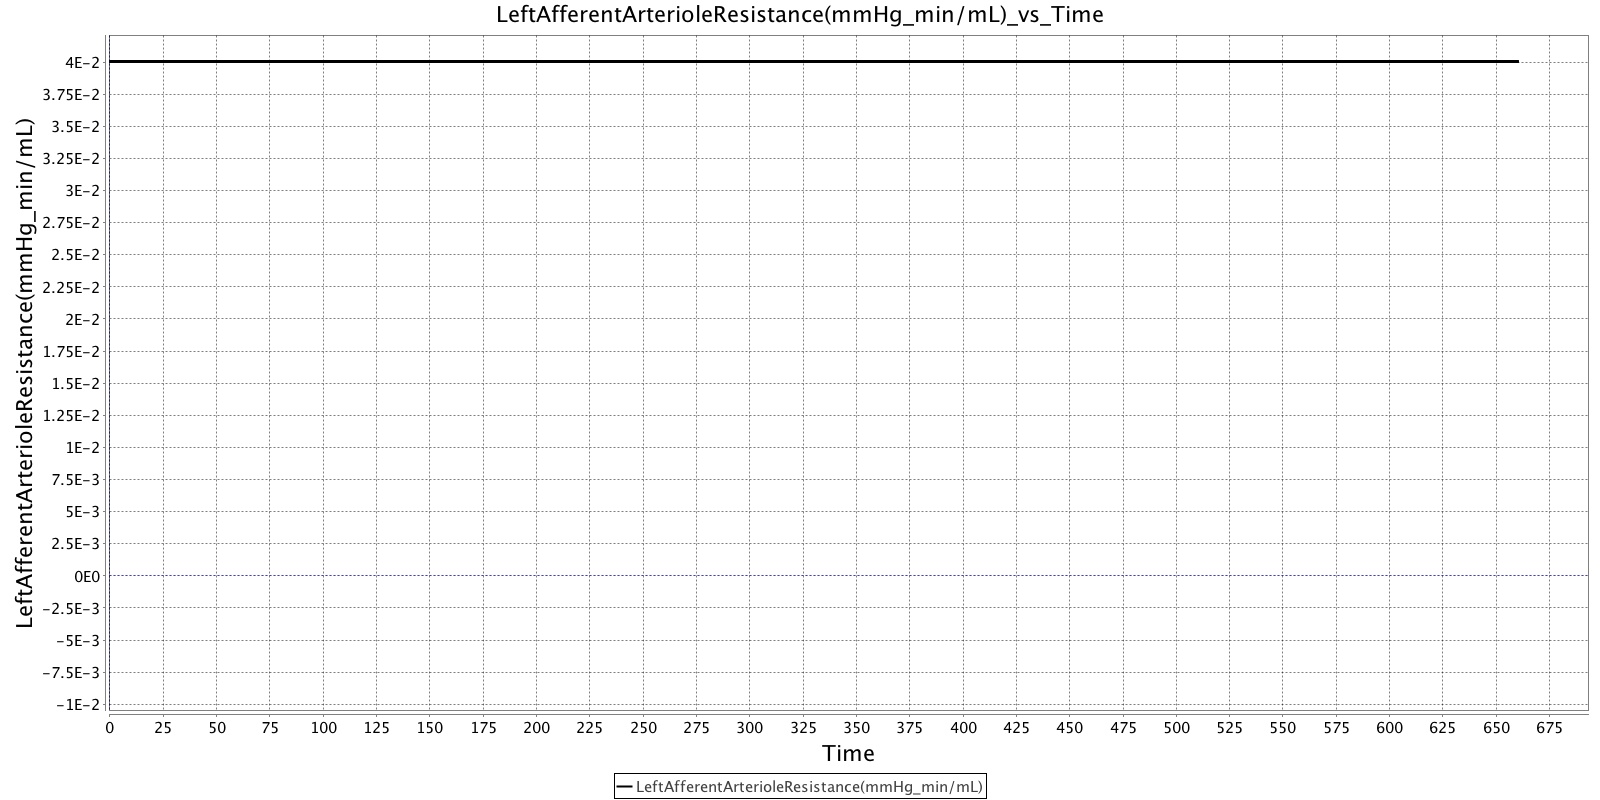 LeftAfferentArterioleResistance(mmHg_min/mL)_vs_Time
LeftAfferentArterioleResistance(mmHg_min/mL)
4E-2
3.75E-2
3.5E-2
3.25E-2
3E-2
2.75E-2
2.5E-2
2.25E-2
2E-2
1.75E-2
1.5E-2
1.25E-2
1E-2
7.5E-3
5E-3
2.5E-3
0E0
-2.5E-3
-5E-3
-7.5E-3
-1E-2
0 25 50 75 100 125 150 175 200 225 250 275 300 325 350 375 400 425 450 475 500 525 550 575 600 625 650 675
Time
LeftAfferentArterioleResistance(mmHg_min/mL)